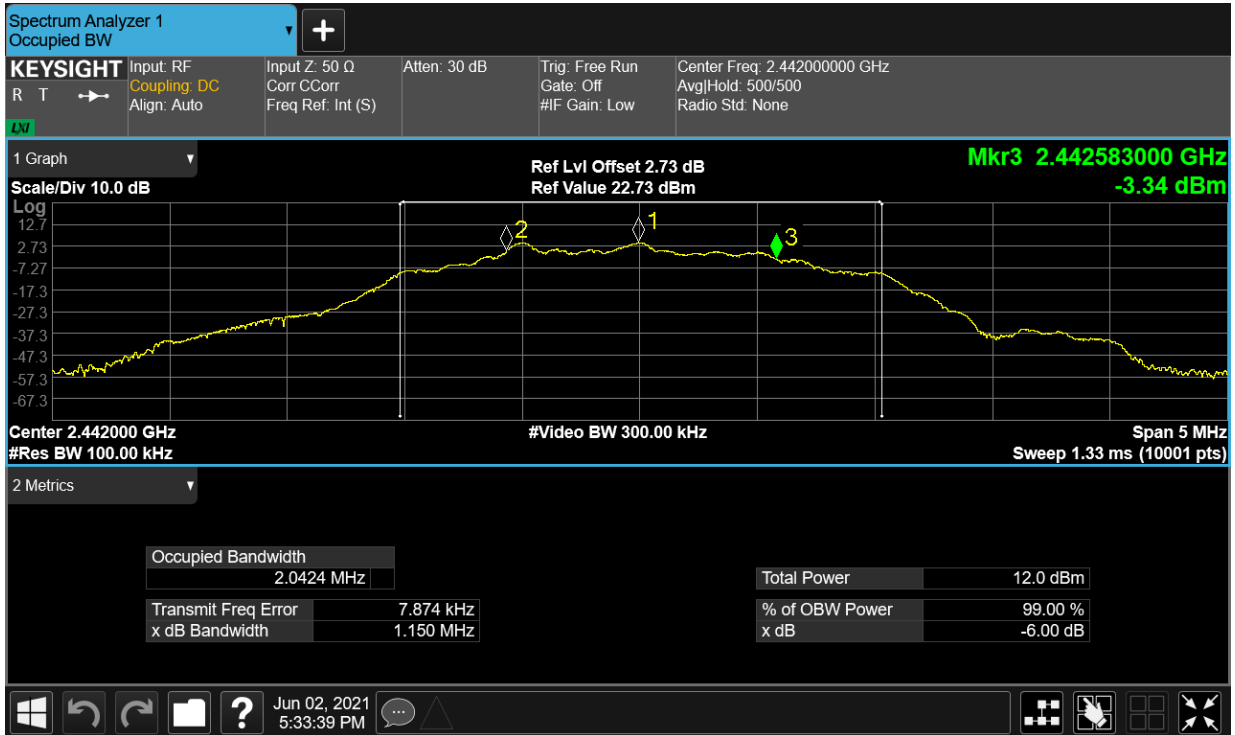 Spectrum Analyzer 1
Occupied BW
KEYSIGHT
R T
LXI
Input: RF
Coupling: DC
Align: Auto
Input Z: 50 Ω
Corr CCorr
Freq Ref: Int (S)
Atten: 30 dB
Trig: Free Run
Gate: Off
#IF Gain: Low
Center Freq: 2.442000000 GHz
Avg|Hold: 500/500
Radio Std: None
1 Graph
Scale/Div 10.0 dB
Ref Lvl Offset 2.73 dB
Ref Value 22.73 dBm
Mkr3 2.442583000 GHz
-3.34 dBm
Log
12.7
2.73
-7.27
-17.3
-27.3
-37.3
-47.3
-57.3
-67.3
2
1
3
Center 2.442000 GHz
#Video BW 300.00 kHz
Span 5 MHz
#Res BW 100.00 kHz
Sweep 1.33 ms (10001 pts)
2 Metrics
Occupied Bandwidth
2.0424 MHz
Transmit Freq Error 7.874 kHz
x dB Bandwidth 1.150 MHz
Total Power 12.0 dBm
% of OBW Power 99.00 %
x dB -6.00 dB
?
Jun 02, 2021
5:33:39 PM